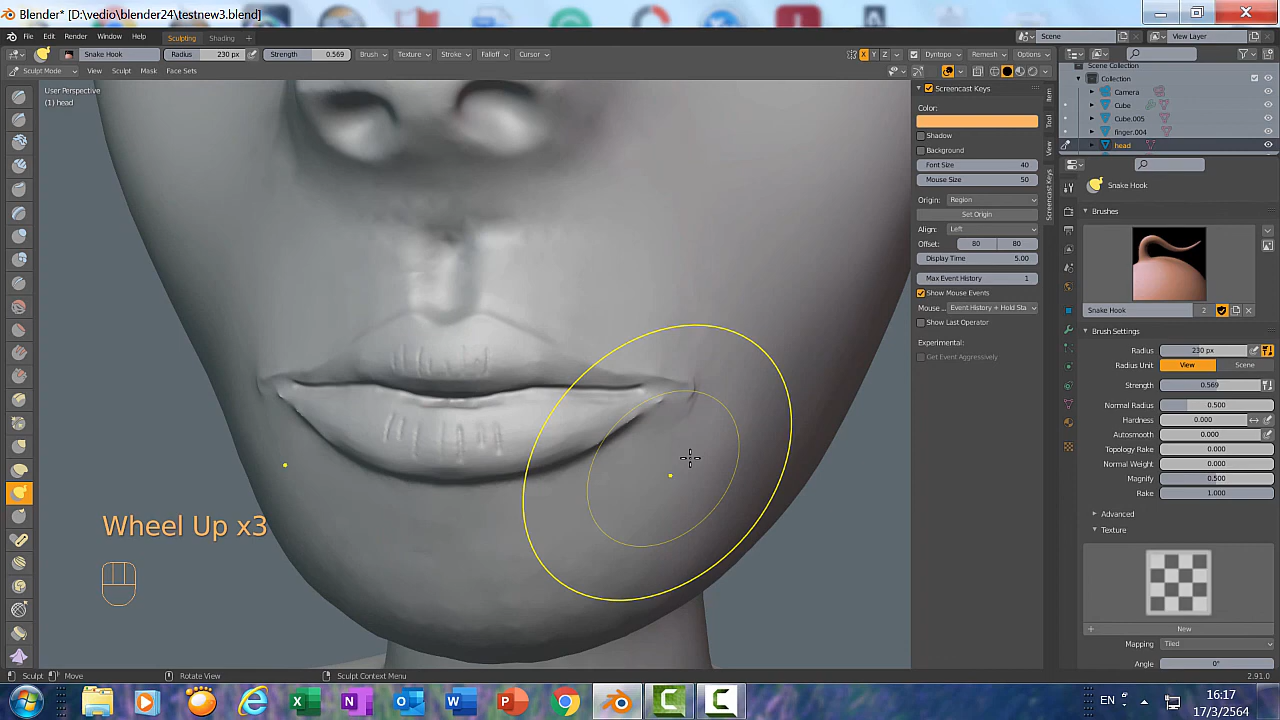 Blender* [D:\vedio\blender24\testnew3.blend]
File Edit Render Window Help Sculpting Shading + Scene View Layer
Snake Hook Radius 230 px Strength 0.569 Brush Texture Stroke Falloff Cursor X Y Z Dyntopo Remesh Options
Sculpt Mode View Sculpt Mask Face Sets
User Perspective
(1) head
Wheel Up x3
Screencast Keys
Color:
Shadow
Background
Font Size 40
Mouse Size 50
Origin: Region
Set Origin
Align: Left
Offset: 80 80
Display Time 5.00
Max Event History 1
Show Mouse Events
Mouse ... Event History + Hold Sta
Show Last Operator
Experimental:
Get Event Aggressively
Item
Tool
View
Screencast Keys
Scene Collection
Collection
Camera
Cube
Cube.005
finger.004
head
Snake Hook
Brushes
Snake Hook 2
Brush Settings
Radius 230 px
Radius Unit View Scene
Strength 0.569
Normal Radius 0.500
Hardness 0.000
Autosmooth 0.000
Topology Rake 0.000
Normal Weight 0.000
Magnify 0.500
Rake 1.000
Advanced
Texture
+ New
Mapping Tiled
Angle 0°
Sculpt Move Rotate View Sculpt Context Menu 2.91.0
EN 16:17
17/3/2564